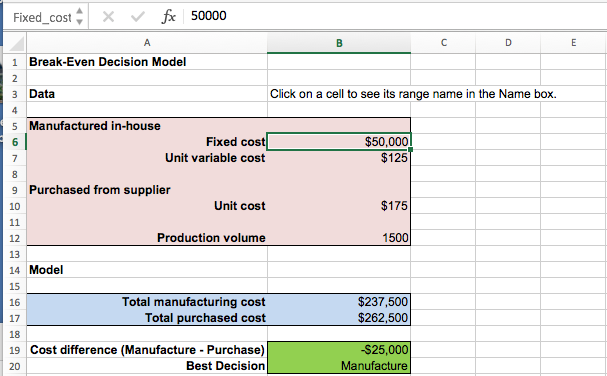 Fixed_cost fx 50000
A B C D E
1 Break-Even Decision Model
2
3 Data Click on a cell to see its range name in the Name box.
4
5 Manufactured in-house
6 Fixed cost $50,000
7 Unit variable cost $125
8
9 Purchased from supplier
10 Unit cost $175
11
12 Production volume 1500
13
14 Model
15
16 Total manufacturing cost $237,500
17 Total purchased cost $262,500
18
19 Cost difference (Manufacture - Purchase) -$25,000
20 Best Decision Manufacture